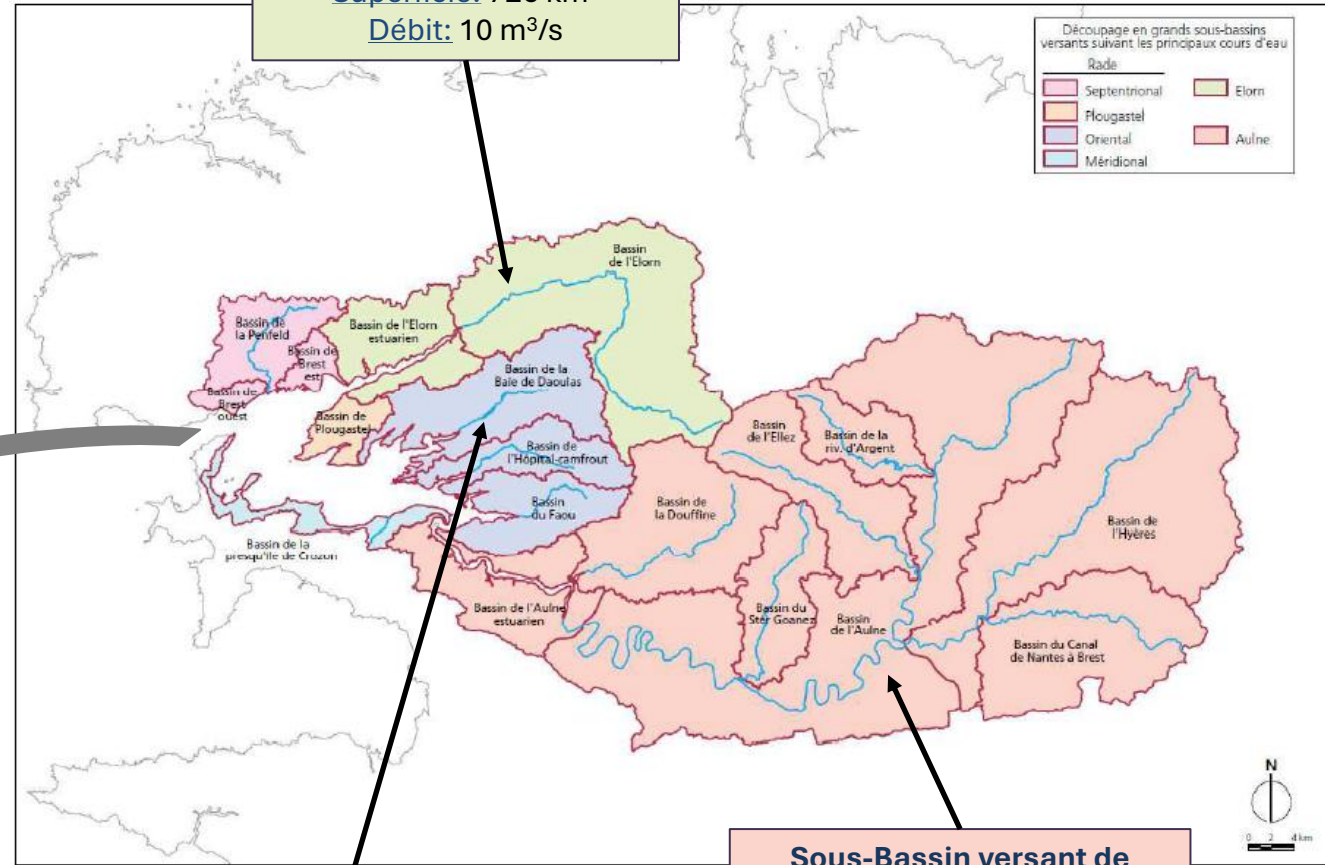 Débit: 10 m³/s
Découpage en grands sous-bassins
versants suivant les principaux cours d'eau
Rade
Septentrional
Elorn
Plougastel
Oriental
Aulne
Méridional
Bassin
de l'Elorn
Bassin de
la Penfeld
Bassin de l'Elorn
estuarien
Bassin de
Brest
est
Bassin de
Brest
ouest
Bassin de la
Baie de Daoulas
Bassin de
Plougastel
Bassin de
l'Hôpital-camfrout
Bassin
du Faou
Bassin
de l'Ellez
Bassin de la
riv. d'Argent
Bassin de
la Douffine
Bassin de
l'Hyères
Bassin de la
presqu'île de Crozon
Bassin de l'Aulne
estuarien
Bassin du
Ster Goanez
Bassin
de l'Aulne
Bassin du Canal
de Nantes à Brest
N
0 2 4 km
Sous-Bassin versant de